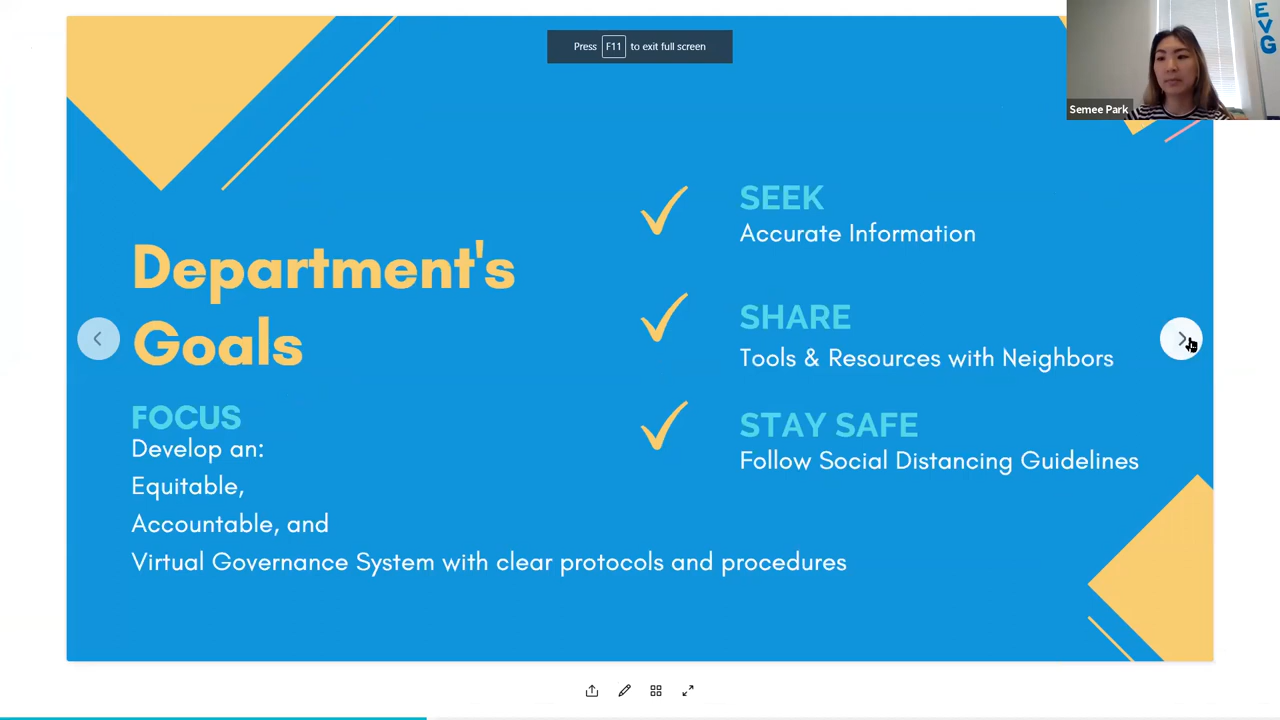 Press F11 to exit full screen
EVG
Semee Park
Department's
Goals
FOCUS
Develop an:
Equitable,
Accountable, and
Virtual Governance System with clear protocols and procedures
SEEK
Accurate Information
SHARE
Tools & Resources with Neighbors
STAY SAFE
Follow Social Distancing Guidelines